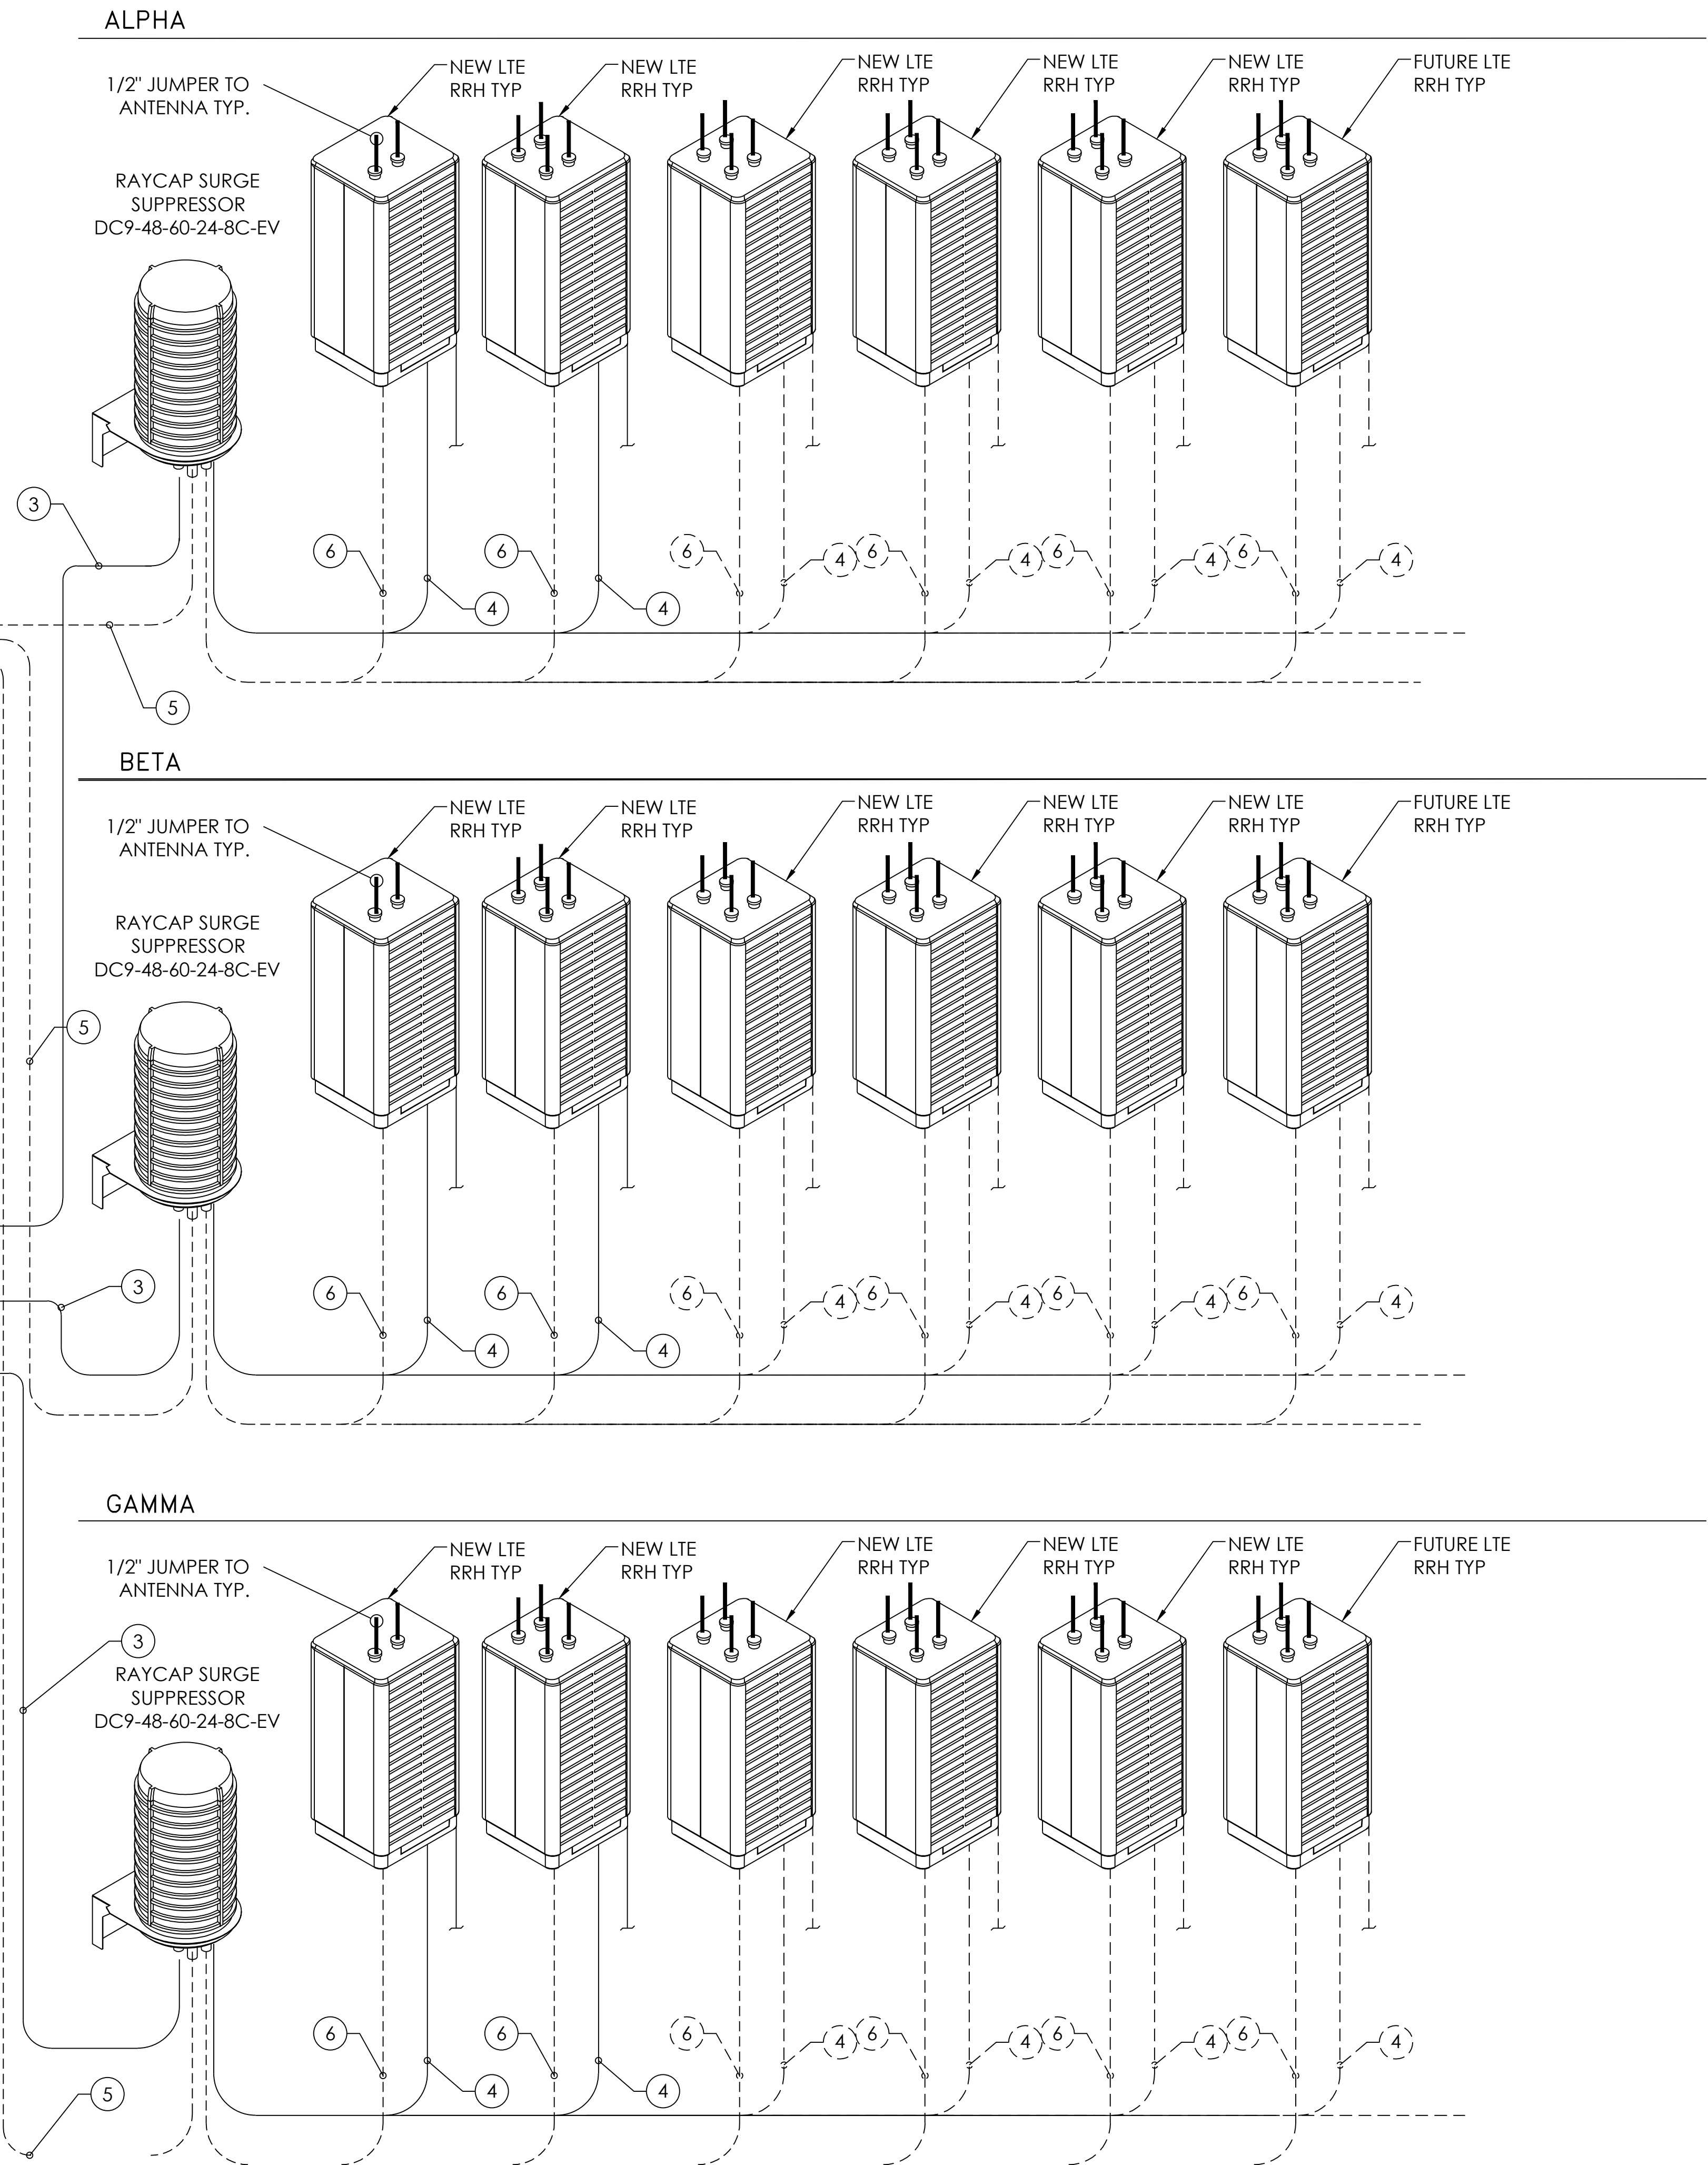 ALPHA
1/2" JUMPER TO
ANTENNA TYP.
NEW LTE
RRH TYP
NEW LTE
RRH TYP
NEW LTE
RRH TYP
NEW LTE
RRH TYP
NEW LTE
RRH TYP
FUTURE LTE
RRH TYP
RAYCAP SURGE
SUPPRESSOR
DC9-48-60-24-8C-EV
3
6
4
6
4
6
4
6
4
6
4
6
4
5
BETA
1/2" JUMPER TO
ANTENNA TYP.
NEW LTE
RRH TYP
NEW LTE
RRH TYP
NEW LTE
RRH TYP
NEW LTE
RRH TYP
NEW LTE
RRH TYP
FUTURE LTE
RRH TYP
RAYCAP SURGE
SUPPRESSOR
DC9-48-60-24-8C-EV
5
3
6
4
6
4
6
4
6
4
6
4
6
4
GAMMA
1/2" JUMPER TO
ANTENNA TYP.
NEW LTE
RRH TYP
NEW LTE
RRH TYP
NEW LTE
RRH TYP
NEW LTE
RRH TYP
NEW LTE
RRH TYP
FUTURE LTE
RRH TYP
3
RAYCAP SURGE
SUPPRESSOR
DC9-48-60-24-8C-EV
6
4
6
4
6
4
6
4
6
4
6
4
5